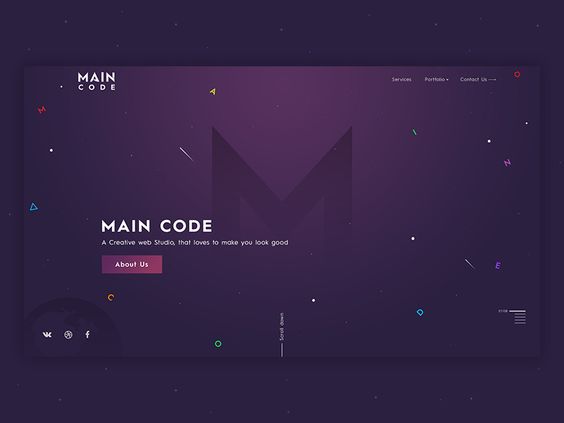 MAIN
CODE
Services
Portfolio
Contact Us
MAIN CODE
A Creative web Studio, that loves to make you look good
About Us
Scroll down
M
A
I
N
C
O
D
E